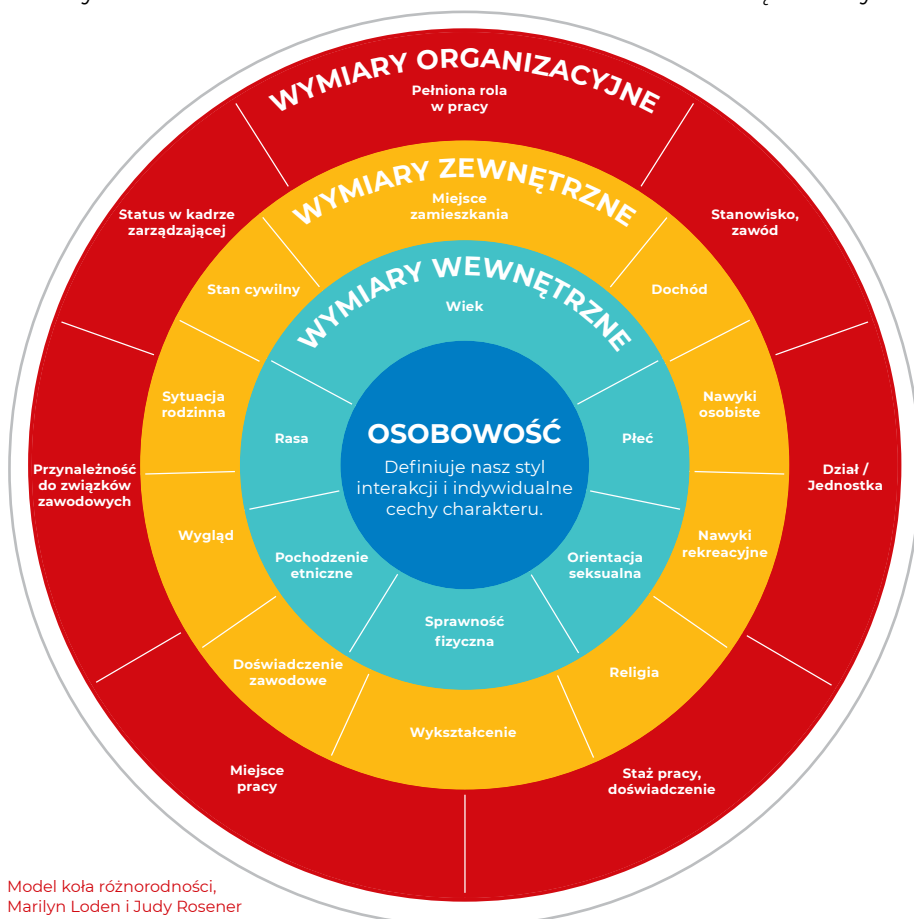 WYMIARY ORGANIZACYJNE
Pełniona rola
w pracy
Stanowisko,
zawód
Dział /
Jednostka
Staż pracy,
doświadczenie
Miejsce
pracy
Przynależność
do związków
zawodowych
Status w kadrze
zarządzającej
WYMIARY ZEWNĘTRZNE
Miejsce
zamieszkania
Dochód
Nawyki
osobiste
Nawyki
rekreacyjne
Religia
Wykształcenie
Doświadczenie
zawodowe
Wygląd
Sytuacja
rodzinna
Stan cywilny
WYMIARY WEWNĘTRZNE
Wiek
Płeć
Orientacja
seksualna
Sprawność
fizyczna
Pochodzenie
etniczne
Rasa
OSOBOWOŚĆ
Definiuje nasz styl
interakcji i indywidualne
cechy charakteru.
Model koła różnorodności,
Marilyn Loden i Judy Rosener